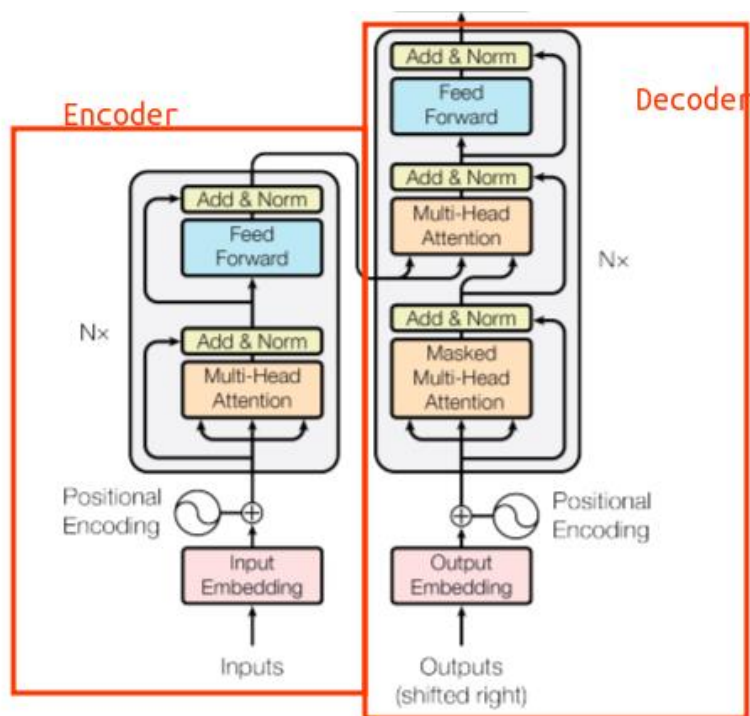 Encoder
Add & Norm
Feed
Forward
Nx
Add & Norm
Multi-Head
Attention
Positional
Encoding
Input
Embedding
Inputs
Decoder
Add & Norm
Feed
Forward
Add & Norm
Multi-Head
Attention
Nx
Add & Norm
Masked
Multi-Head
Attention
Positional
Encoding
Output
Embedding
Outputs
(shifted right)